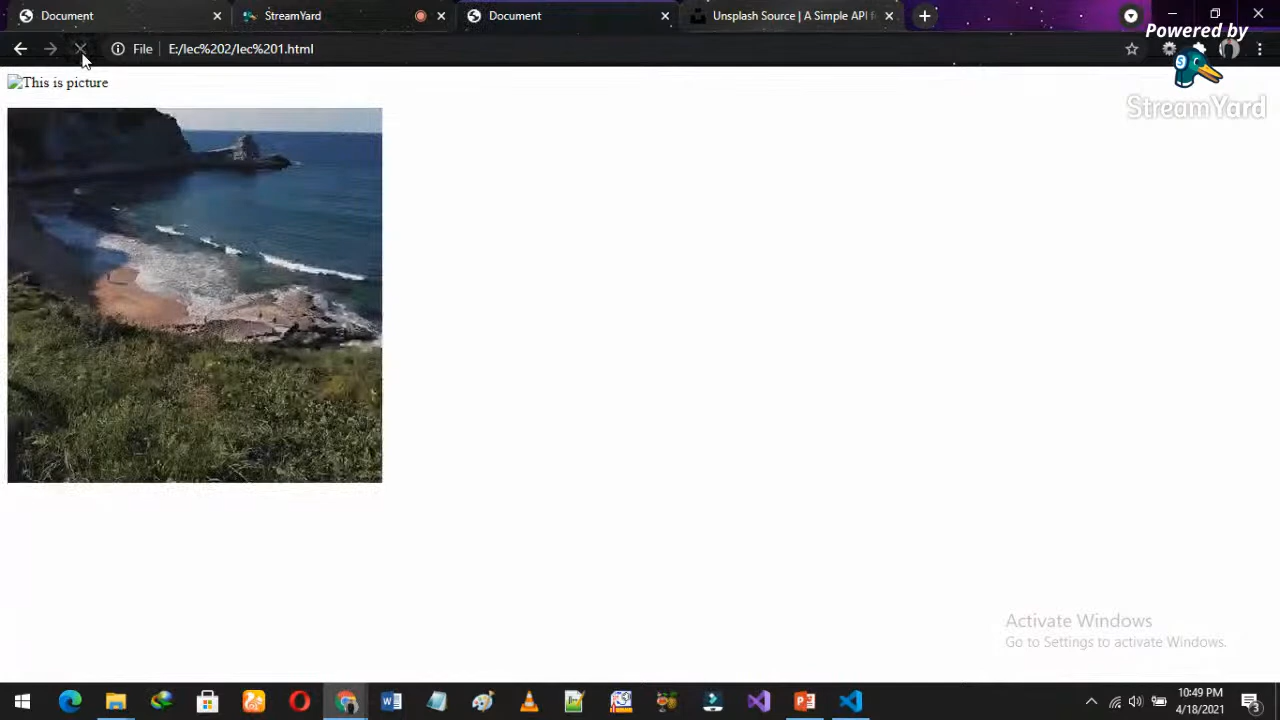 Document
StreamYard
Document
Unsplash Source | A Simple API f
File
E:/lec%202/lec%201.html
Powered by
StreamYard
This is picture
Activate Windows
Go to Settings to activate Windows.
10:49 PM
4/18/2021
3